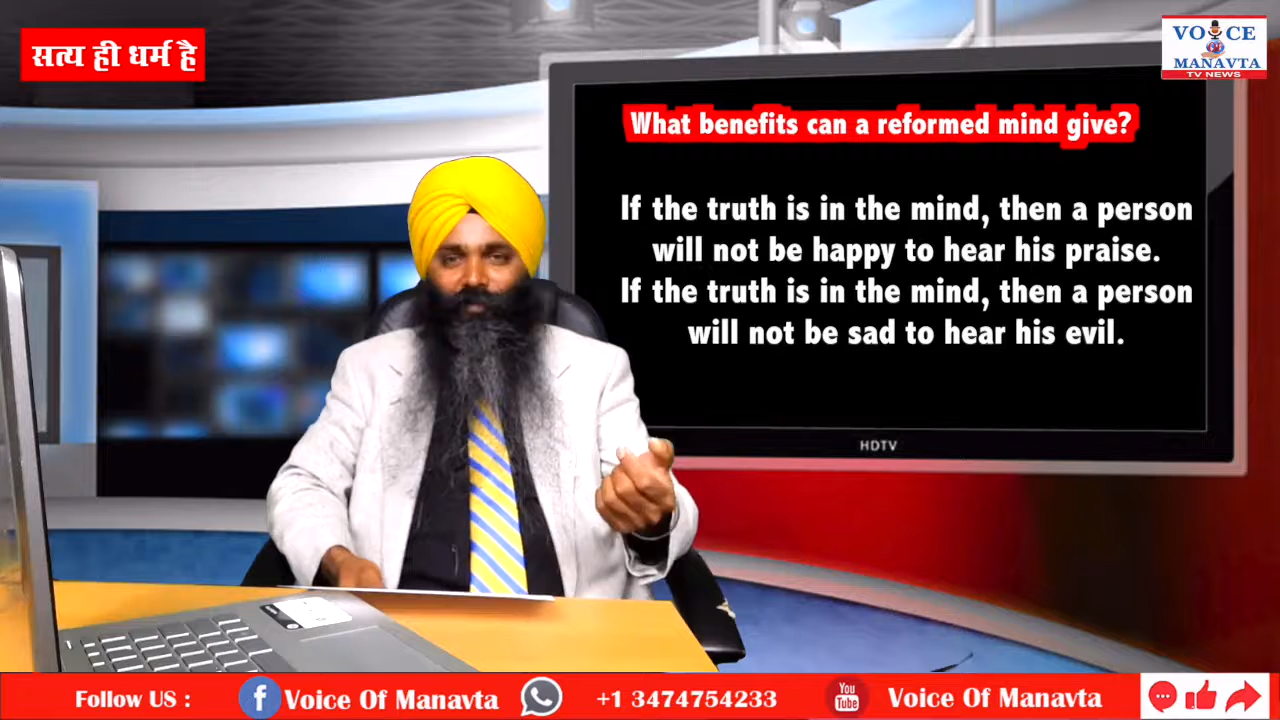 सत्य ही धर्म है
VOICE
OF
MANAVTA
TV NEWS
What benefits can a reformed mind give?
If the truth is in the mind, then a person
will not be happy to hear his praise.
If the truth is in the mind, then a person
will not be sad to hear his evil.
HDTV
Follow US : f Voice Of Manavta +1 3474754233 You Tube Voice Of Manavta